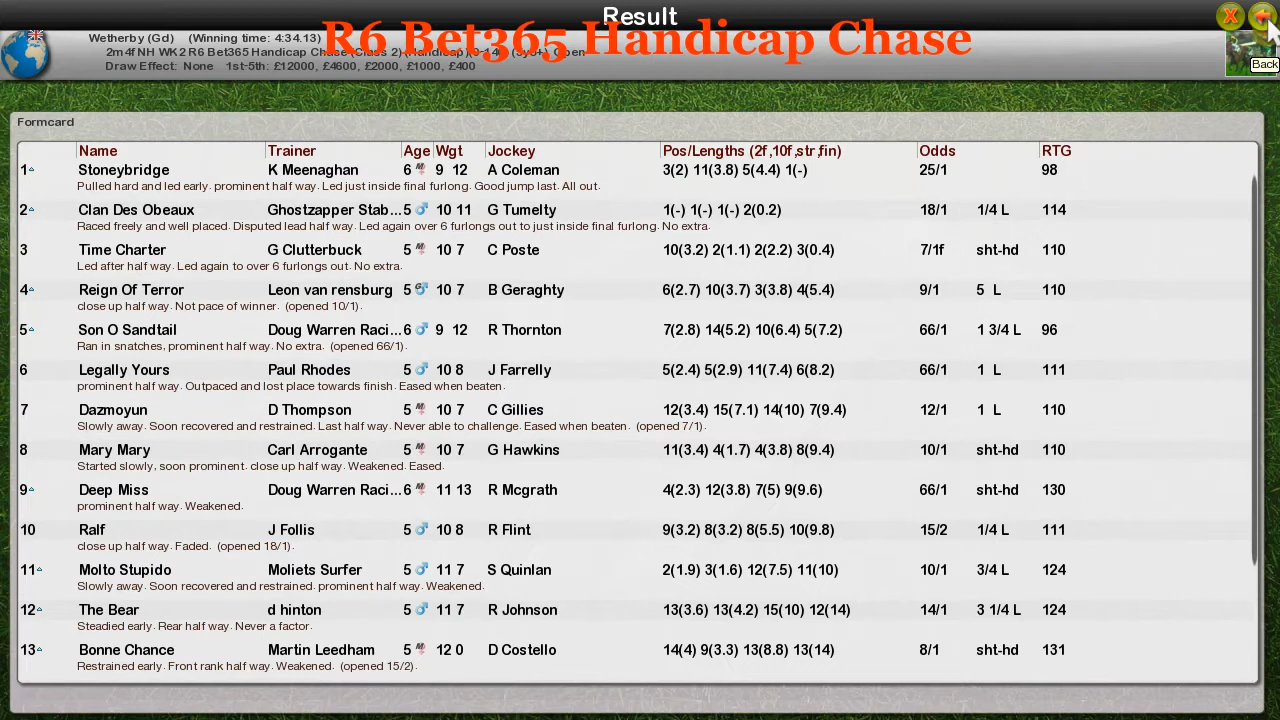 Result
R6 Bet365 Handicap Chase
Wetherby (Gd) (Winning time: 4:34.13)
2m4f NH WK2 R6 Bet365 Handicap Chase (Class 2) (Handicap) Open
Draw Effect: None 1st-5th: £12000, £4600, £2000, £1000, £400
Back
Formcard
Name Trainer Age Wgt Jockey Pos/Lengths (2f,10f,str,fin) Odds RTG
1 Stoneybridge K Meenaghan 6 9 12 A Coleman 3(2) 11(3.8) 5(4.4) 1(-) 25/1 98
Pulled hard and led early. prominent half way. Led just inside final furlong. Good jump last. All out.
2 Clan Des Obeaux Ghostzapper Stab... 5 10 11 G Tumelty 1(-) 1(-) 1(-) 2(0.2) 18/1 1/4 L 114
Raced freely and well placed. Disputed lead half way. Led again over 6 furlongs out to just inside final furlong. No extra.
3 Time Charter G Clutterbuck 5 10 7 C Poste 10(3.2) 2(1.1) 2(2.2) 3(0.4) 7/1f sht-hd 110
Led after half way. Led again to over 6 furlongs out. No extra.
4 Reign Of Terror Leon van rensburg 5 10 7 B Geraghty 6(2.7) 10(3.7) 3(3.8) 4(5.4) 9/1 5 L 110
close up half way. Not pace of winner. (opened 10/1).
5 Son O Sandtail Doug Warren Raci... 6 9 12 R Thornton 7(2.8) 14(5.2) 10(6.4) 5(7.2) 66/1 1 3/4 L 96
Ran in snatches, prominent half way. No extra. (opened 66/1).
6 Legally Yours Paul Rhodes 5 10 8 J Farrelly 5(2.4) 5(2.9) 11(7.4) 6(8.2) 66/1 1 L 111
prominent half way. Outpaced and lost place towards finish. Eased when beaten.
7 Dazmoyun D Thompson 5 10 7 C Gillies 12(3.4) 15(7.1) 14(10) 7(9.4) 12/1 1 L 110
Slowly away. Soon recovered and restrained. Last half way. Never able to challenge. Eased when beaten. (opened 7/1).
8 Mary Mary Carl Arrogante 5 10 7 G Hawkins 11(3.4) 4(1.7) 4(3.8) 8(9.4) 10/1 sht-hd 110
Started slowly, soon prominent. close up half way. Weakened. Eased.
9 Deep Miss Doug Warren Raci... 6 11 13 R Mcgrath 4(2.3) 12(3.8) 7(5) 9(9.6) 66/1 sht-hd 130
prominent half way. Weakened.
10 Ralf J Follis 5 10 8 R Flint 9(3.2) 8(3.2) 8(5.5) 10(9.8) 15/2 1/4 L 111
close up half way. Faded. (opened 18/1).
11 Molto Stupido Moliets Surfer 5 11 7 S Quinlan 2(1.9) 3(1.6) 12(7.5) 11(10) 10/1 3/4 L 124
Slowly away. Soon recovered and restrained. prominent half way. Weakened.
12 The Bear d hinton 5 11 7 R Johnson 13(3.6) 13(4.2) 15(10) 12(14) 14/1 3 1/4 L 124
Steadied early. Rear half way. Never a factor.
13 Bonne Chance Martin Leedham 5 12 0 D Costello 14(4) 9(3.3) 13(8.8) 13(14) 8/1 sht-hd 131
Restrained early. Front rank half way. Weakened. (opened 15/2).